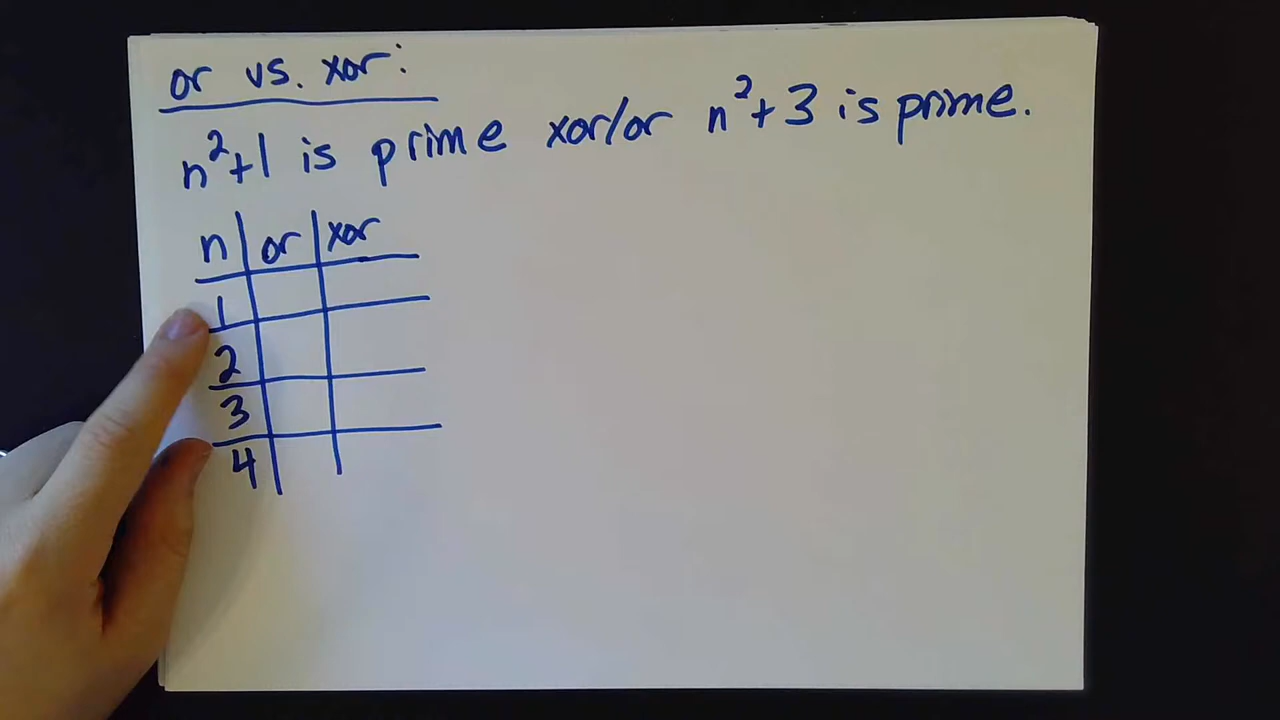 or vs. xor:
n²+1 is prime xor/or n²+3 is prime.
n or xor
1
2
3
4